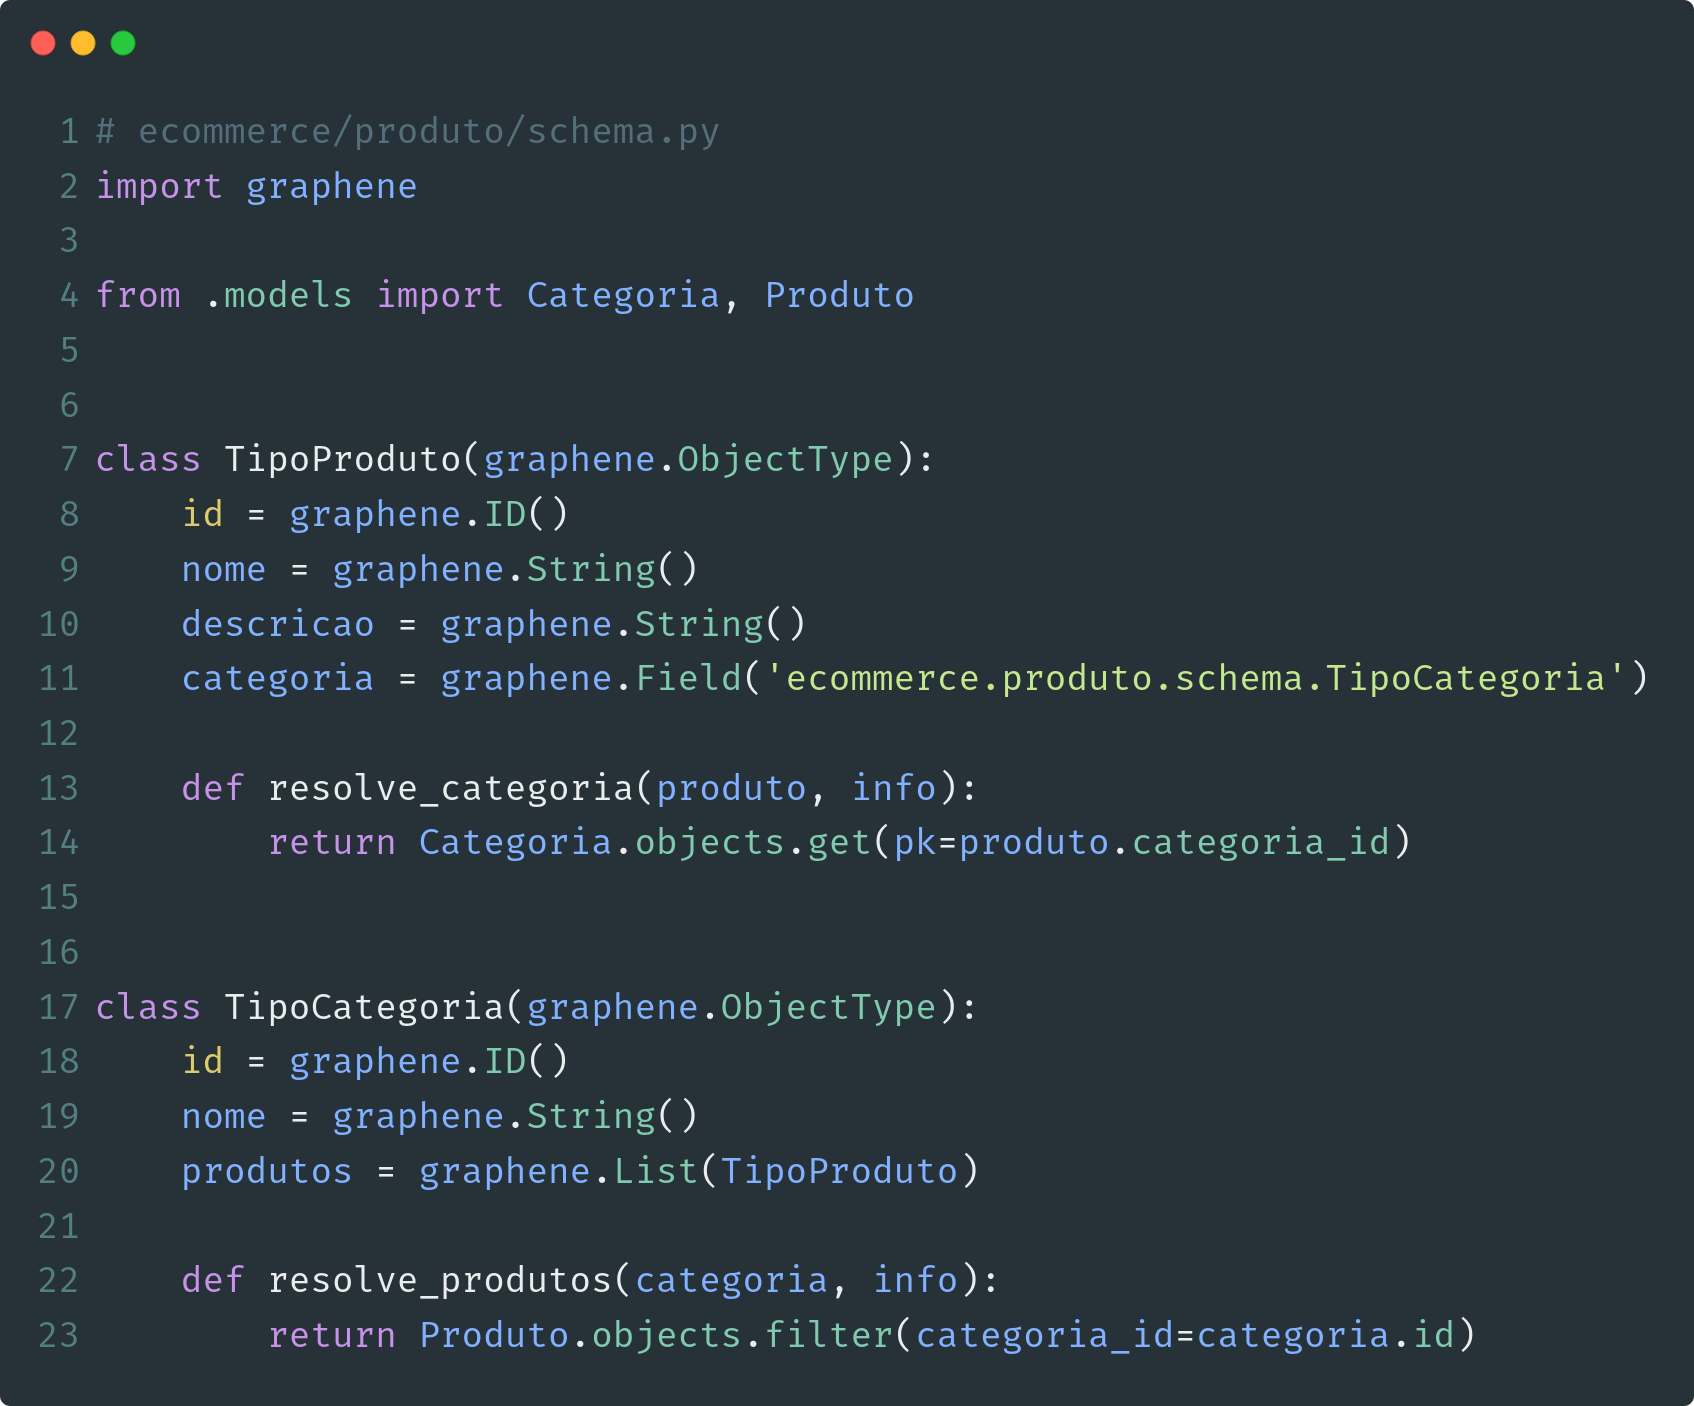 1 # ecommerce/produto/schema.py
2 import graphene
3
4 from .models import Categoria, Produto
5
6
7 class TipoProduto(graphene.ObjectType):
8     id = graphene.ID()
9     nome = graphene.String()
10     descricao = graphene.String()
11     categoria = graphene.Field('ecommerce.produto.schema.TipoCategoria')
12
13     def resolve_categoria(produto, info):
14         return Categoria.objects.get(pk=produto.categoria_id)
15
16
17 class TipoCategoria(graphene.ObjectType):
18     id = graphene.ID()
19     nome = graphene.String()
20     produtos = graphene.List(TipoProduto)
21
22     def resolve_produtos(categoria, info):
23         return Produto.objects.filter(categoria_id=categoria.id)